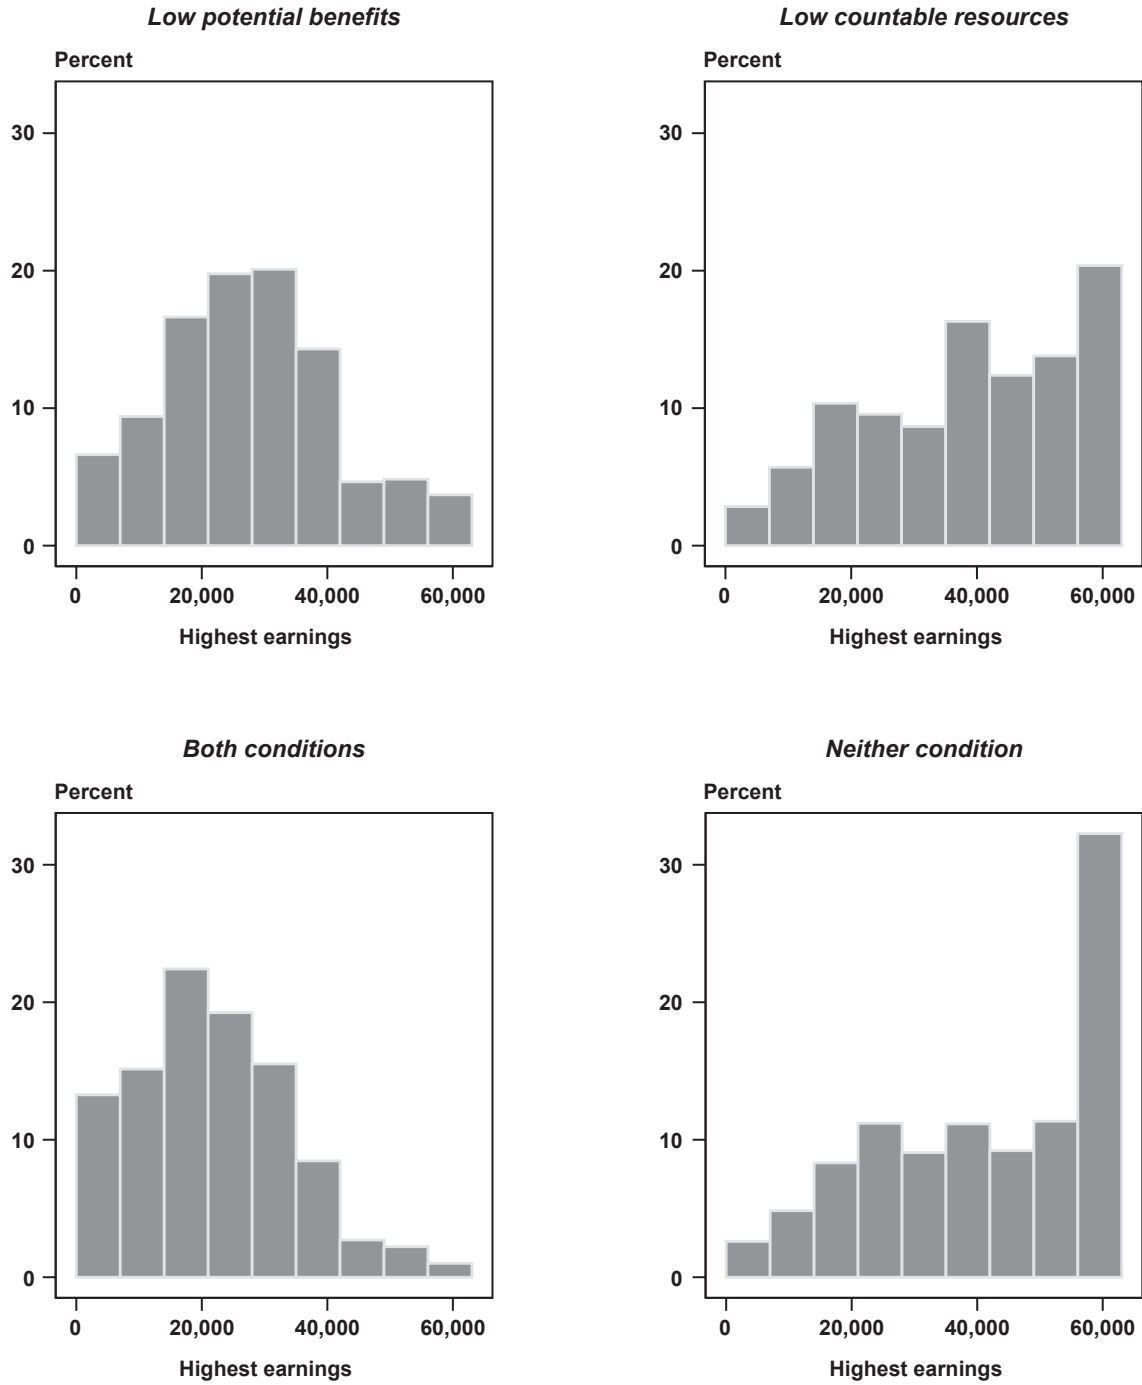 Low potential benefits
Percent
30
20
10
0
0 20,000 40,000 60,000
Highest earnings
Low countable resources
Percent
30
20
10
0
0 20,000 40,000 60,000
Highest earnings
Both conditions
Percent
30
20
10
0
0 20,000 40,000 60,000
Highest earnings
Neither condition
Percent
30
20
10
0
0 20,000 40,000 60,000
Highest earnings